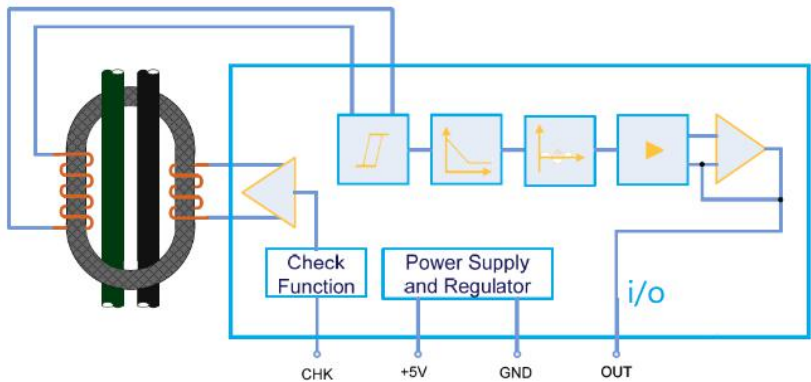 i/o
Check
Function
Power Supply
and Regulator
CHK
+5V
GND
OUT